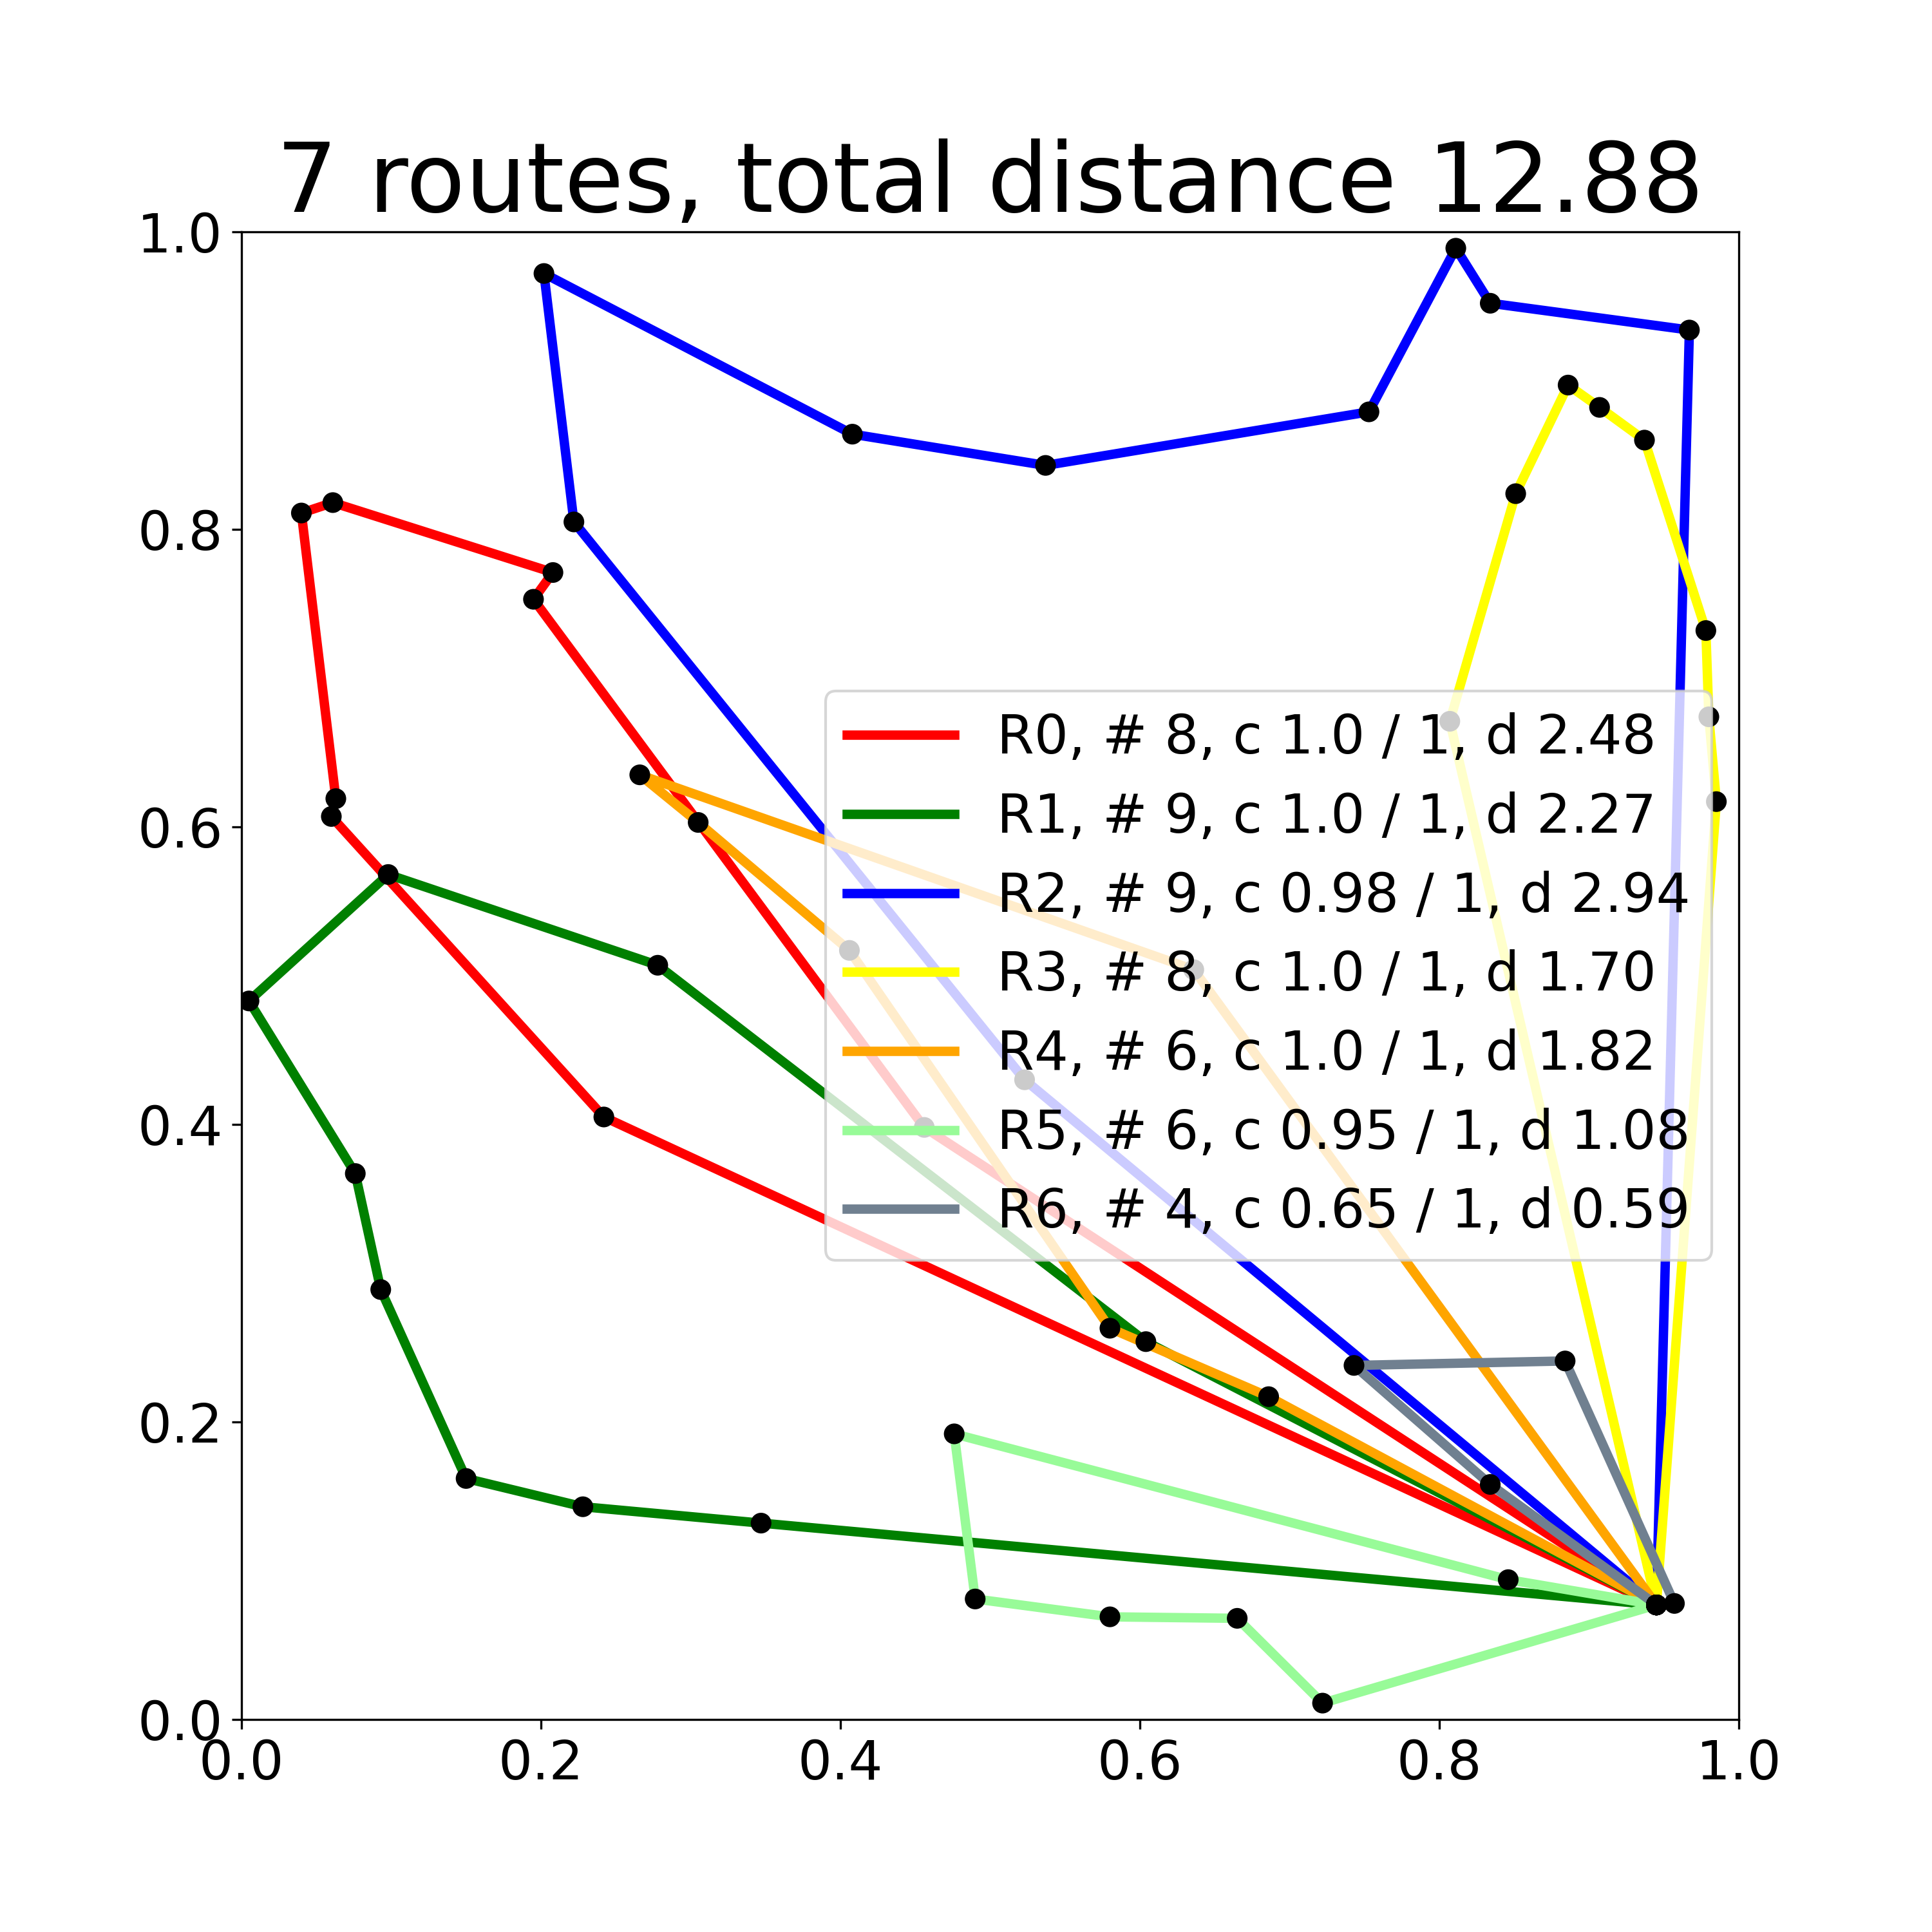 7 routes, total distance 12.88
1.0
0.8
0.6
0.4
0.2
0.0
R0, # 8, c 1.0 / 1, d 2.48
R1, # 9, c 1.0 / 1, d 2.27
R2, # 9, c 0.98 / 1, d 2.94
R3, # 8, c 1.0 / 1, d 1.70
R4, # 6, c 1.0 / 1, d 1.82
R5, # 6, c 0.95 / 1, d 1.08
R6, # 4, c 0.65 / 1, d 0.59
0.0 0.2 0.4 0.6 0.8 1.0